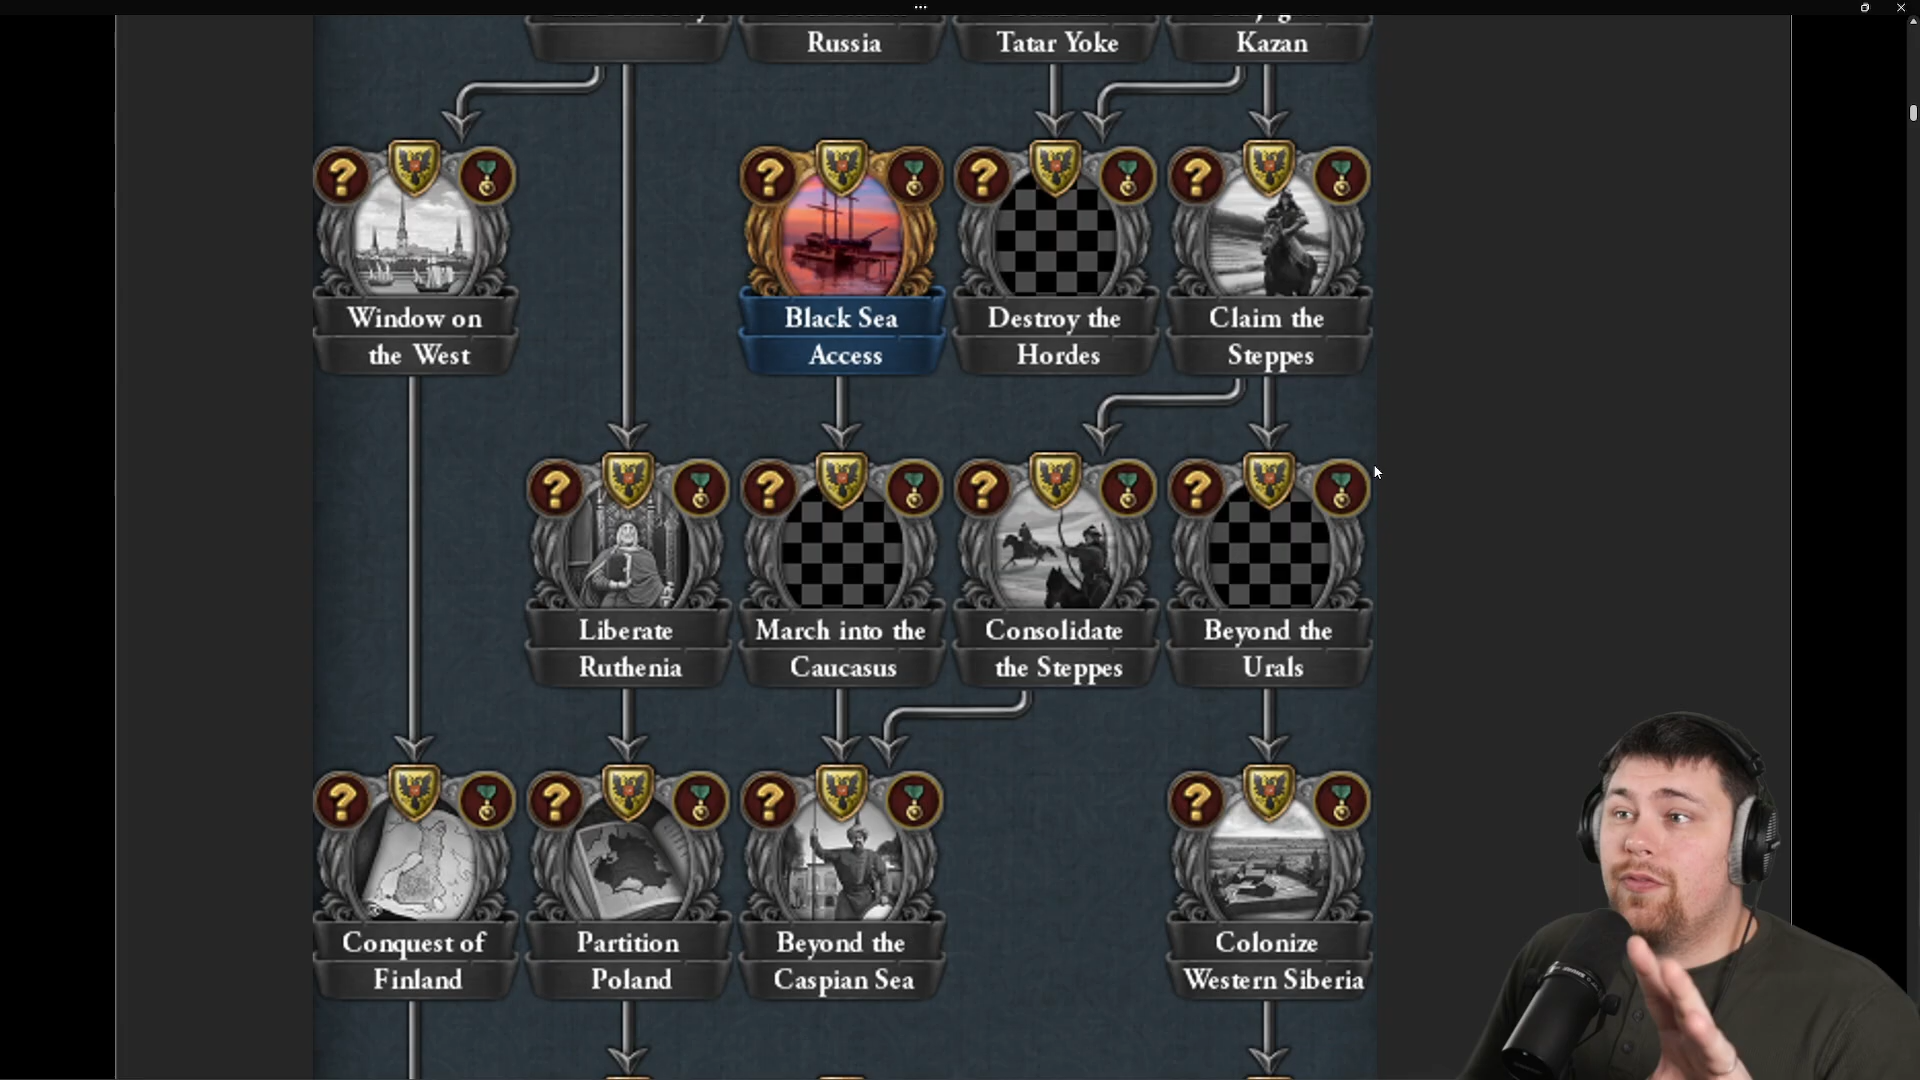 Russia
Tatar Yoke
Kazan
Window on
the West
Black Sea
Access
Destroy the
Hordes
Claim the
Steppes
Liberate
Ruthenia
March into the
Caucasus
Consolidate
the Steppes
Beyond the
Urals
Conquest of
Finland
Partition
Poland
Beyond the
Caspian Sea
Colonize
Western Siberia